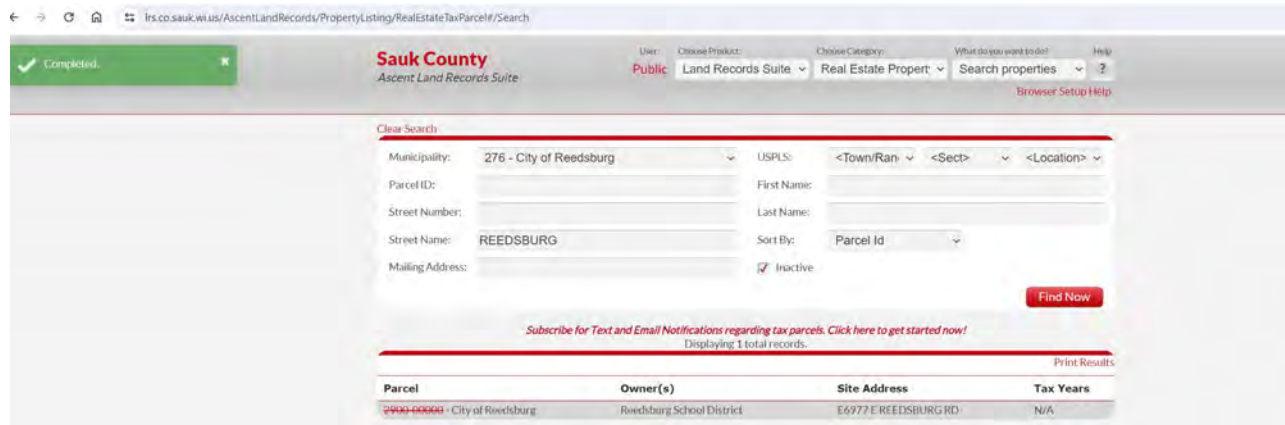 lrs.co.sauk.wi.us/AscentLandRecords/PropertyListing/RealEstateTaxParcel#/Search
Completed. ×
Sauk County
Ascent Land Records Suite
User: Choose Product: Choose Category: What do you want to do? Help
Public Land Records Suite Real Estate Propert Search properties ?
Browser Setup Help
Clear Search
Municipality: 276 - City of Reedsburg USPLS: <Town/Ran <Sect> <Location>
Parcel ID: First Name:
Street Number: Last Name:
Street Name: REEDSBURG Sort By: Parcel Id
Mailing Address: Inactive
Find Now
Subscribe for Text and Email Notifications regarding tax parcels. Click here to get started now!
Displaying 1 total records.
Print Results
Parcel Owner(s) Site Address Tax Years
2900-00000 - City of Reedsburg Reedsburg School District E6977 E REEDSBURG RD N/A